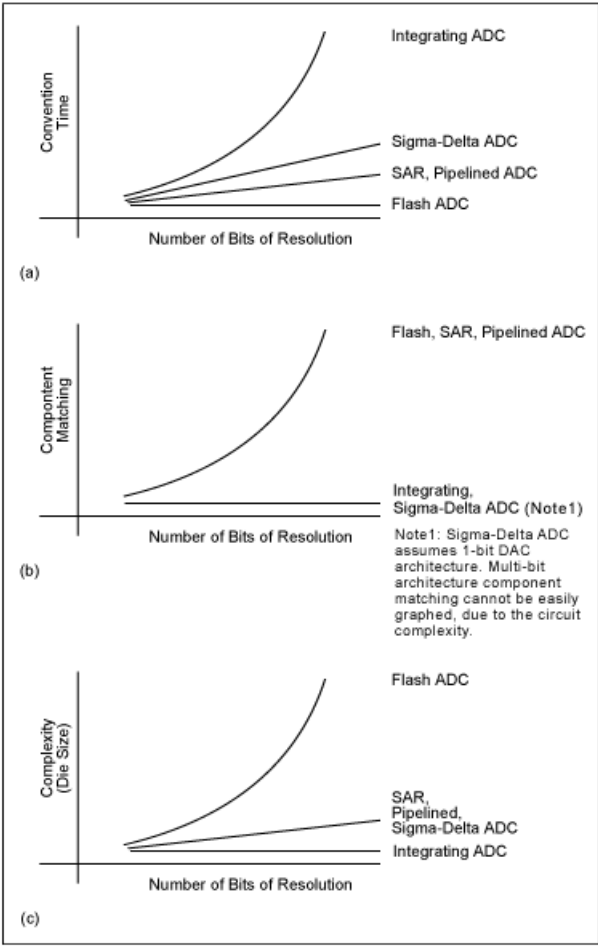 Convention
Time
Integrating ADC
Sigma-Delta ADC
SAR, Pipelined ADC
Flash ADC
Number of Bits of Resolution
(a)
Compontent
Matching
Flash, SAR, Pipelined ADC
Integrating,
Sigma-Delta ADC (Note1)
Number of Bits of Resolution
Note1: Sigma-Delta ADC
assumes 1-bit DAC
architecture. Multi-bit
architecture component
matching cannot be easily
graphed, due to the circuit
complexity.
(b)
Complexity
(Die Size)
Flash ADC
SAR,
Pipelined,
Sigma-Delta ADC
Integrating ADC
Number of Bits of Resolution
(c)